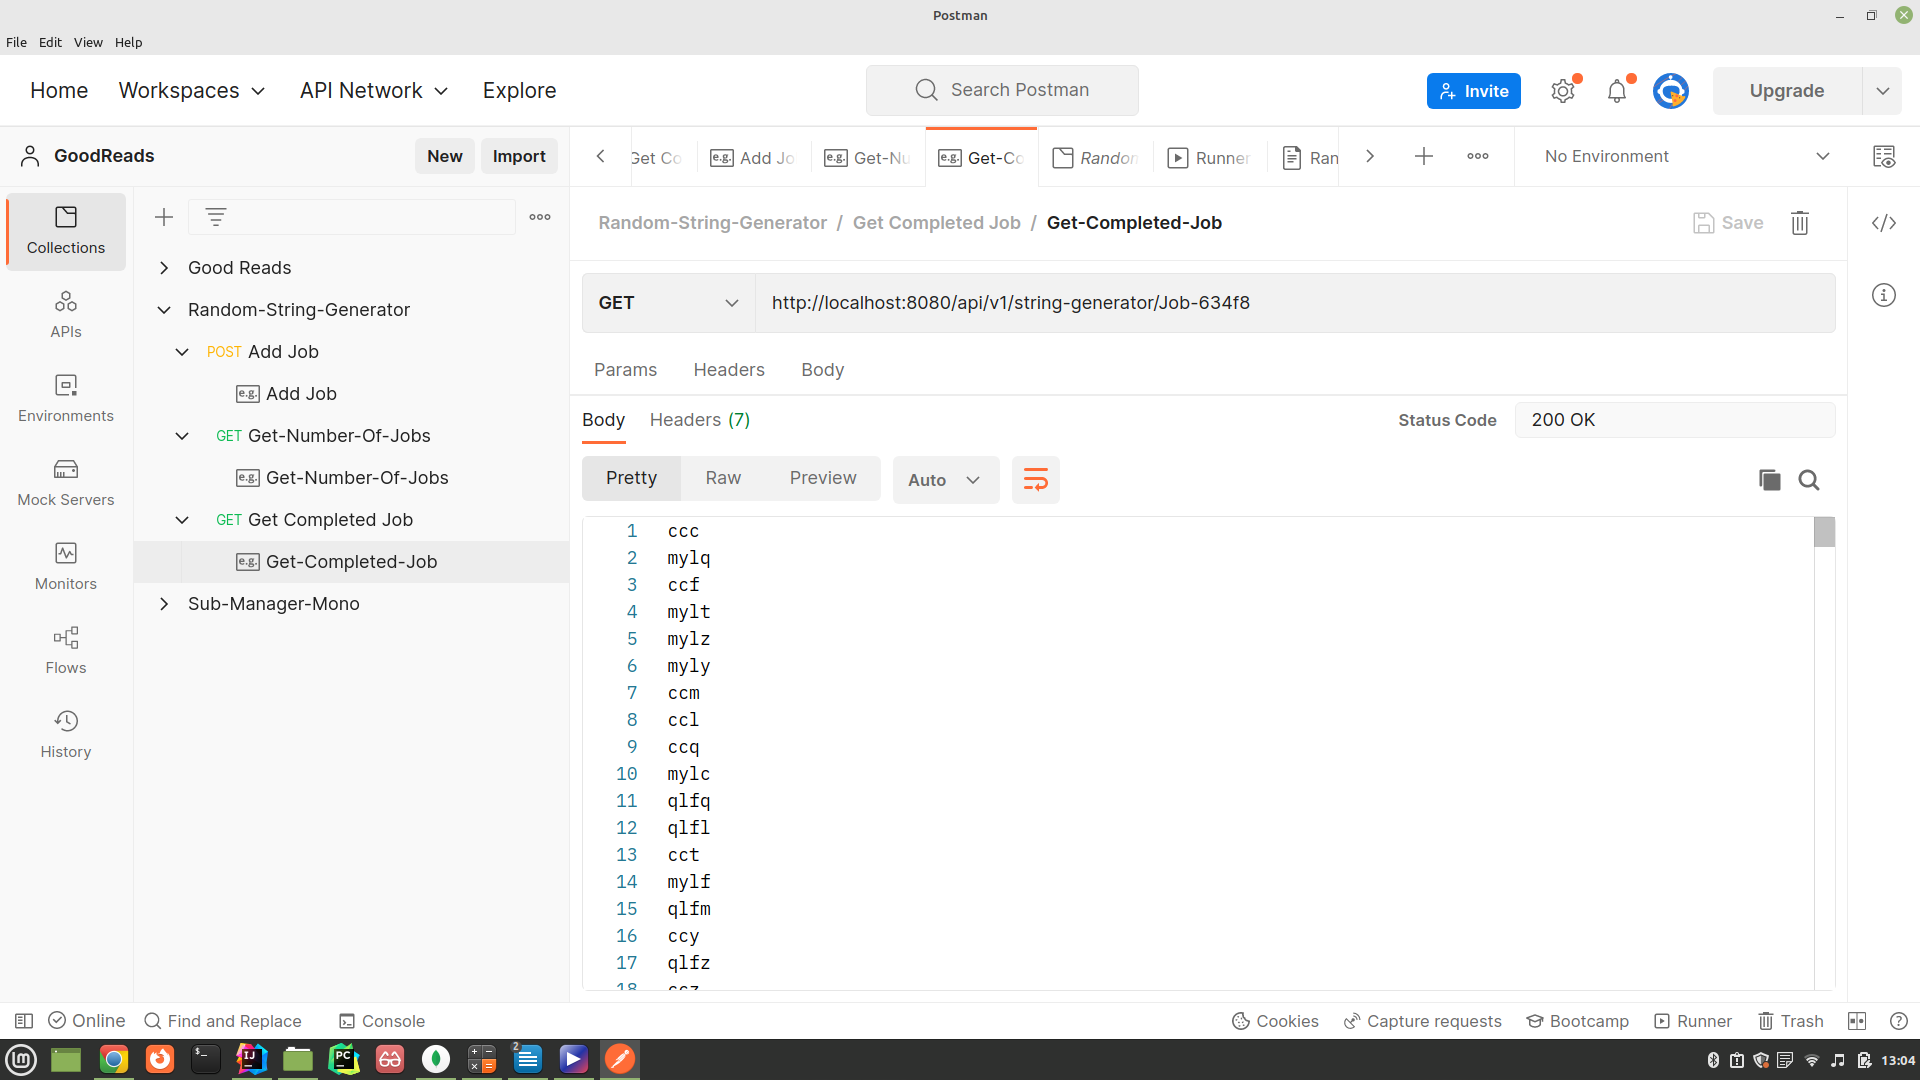 Postman
File Edit View Help
Home Workspaces API Network Explore Search Postman Invite Upgrade
GoodReads New Import Get Co e.g. Add Jo e.g. Get-Nu e.g. Get-Co Random Runner Ran No Environment
Collections
APIs
Environments
Mock Servers
Monitors
Flows
History
Good Reads
Random-String-Generator
POST Add Job
e.g. Add Job
GET Get-Number-Of-Jobs
e.g. Get-Number-Of-Jobs
GET Get Completed Job
e.g. Get-Completed-Job
Sub-Manager-Mono
Random-String-Generator / Get Completed Job / Get-Completed-Job Save
GET http://localhost:8080/api/v1/string-generator/Job-634f8
Params Headers Body
Body Headers (7) Status Code 200 OK
Pretty Raw Preview Auto
1 ccc
2 mylq
3 ccf
4 mylt
5 mylz
6 myly
7 ccm
8 ccl
9 ccq
10 mylc
11 qlfq
12 qlfl
13 cct
14 mylf
15 qlfm
16 ccy
17 qlfz
18 ccz
Online Find and Replace Console Cookies Capture requests Bootcamp Runner Trash
IJ PC 2 13:04